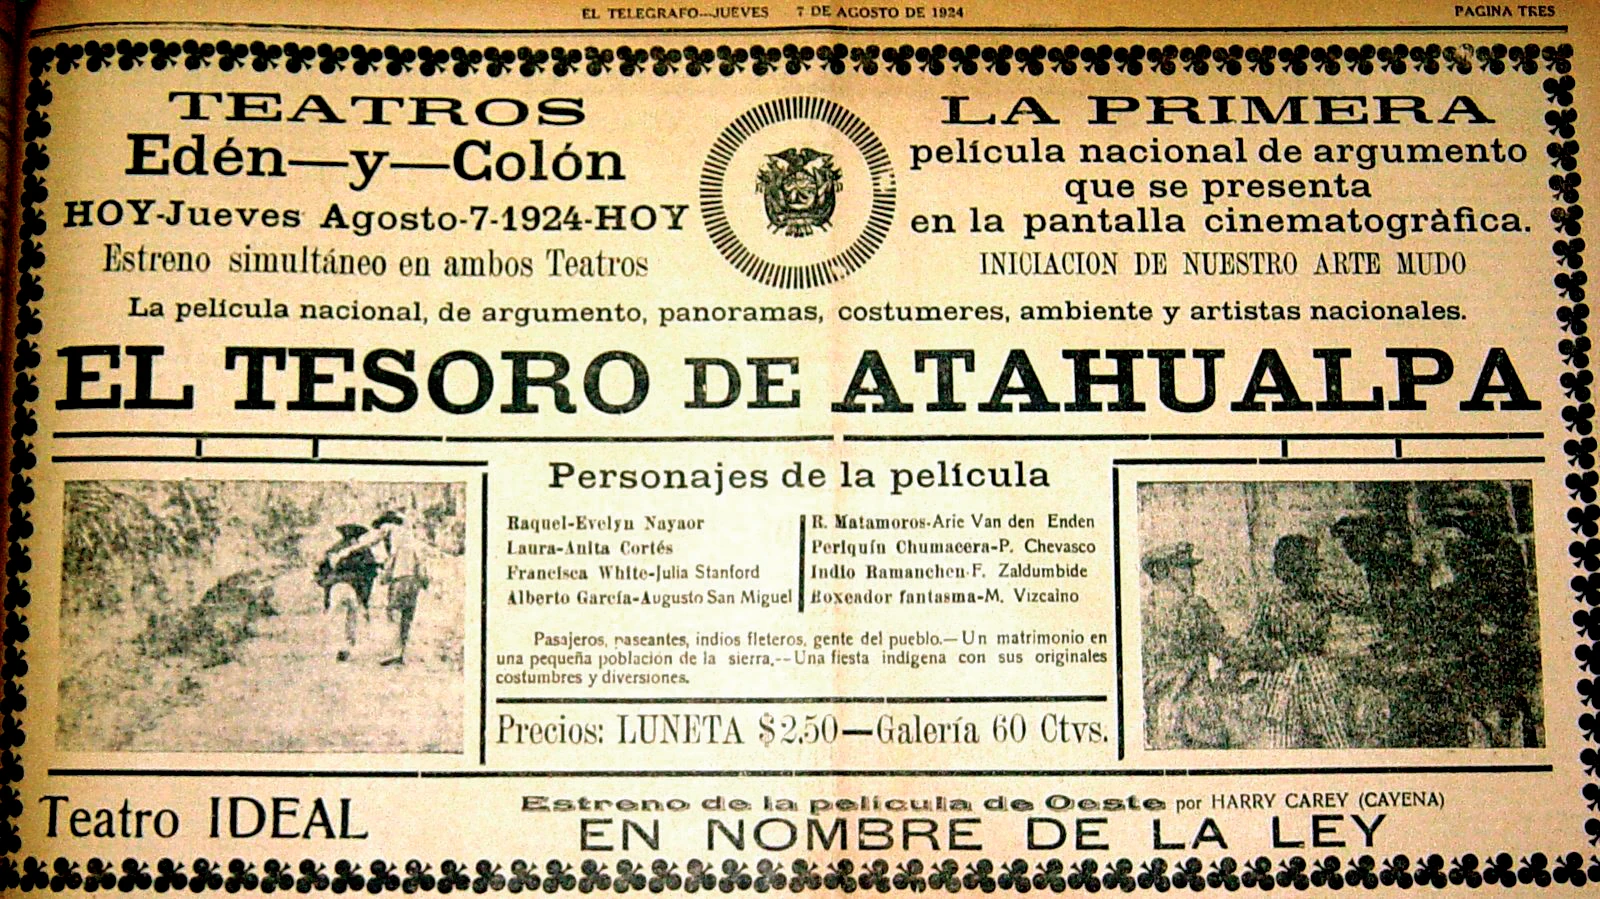 EL TELEGRAFO—JUEVES 7 DE AGOSTO DE 1924
PAGINA TRES
TEATROS
Edén—y—Colón
HOY-Jueves Agosto-7-1924-HOY
Estreno simultáneo en ambos Teatros
LA PRIMERA
película nacional de argumento
que se presenta
en la pantalla cinematogràfica.
INICIACION DE NUESTRO ARTE MUDO
La película nacional, de argumento, panoramas, costumeres, ambiente y artistas nacionales.
EL TESORO DE ATAHUALPA
Personajes de la película
Raquel-Evelyn Nayaor
Laura-Anita Cortés
Francisca White-Julia Stanford
Alberto García-Augusto San Miguel
R. Matamoros-Arie Van den Enden
Periquín Chumacera-P. Chevasco
Indio Ramanchen-F. Zaldumbide
Boxeador fantasma-M. Vizcaino
Pasajeros, paseantes, indios fleteros, gente del pueblo.—Un matrimonio en
una pequeña población de la sierra.--Una fiesta indígena con sus originales
costumbres y diversiones.
Precios: LUNETA $2.50—Galería 60 Ctvs.
Teatro IDEAL
Estreno de la película de Oeste por HARRY CAREY (CAYENA)
EN NOMBRE DE LA LEY